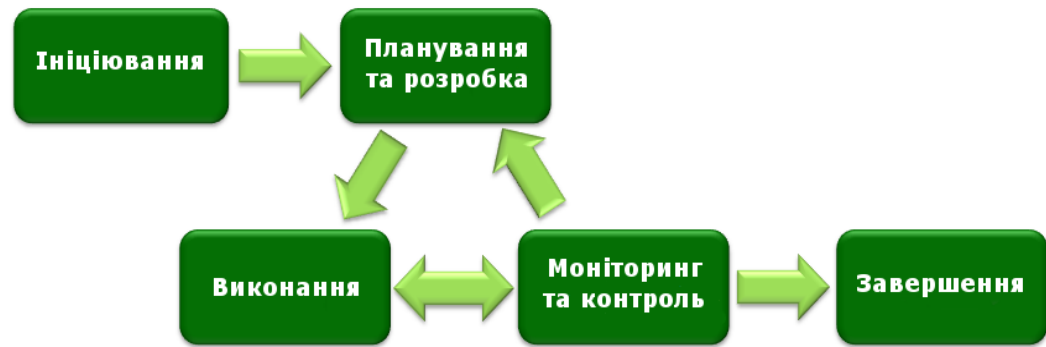 Ініціювання
Планування
та розробка
Виконання
Моніторинг
та контроль
Завершення